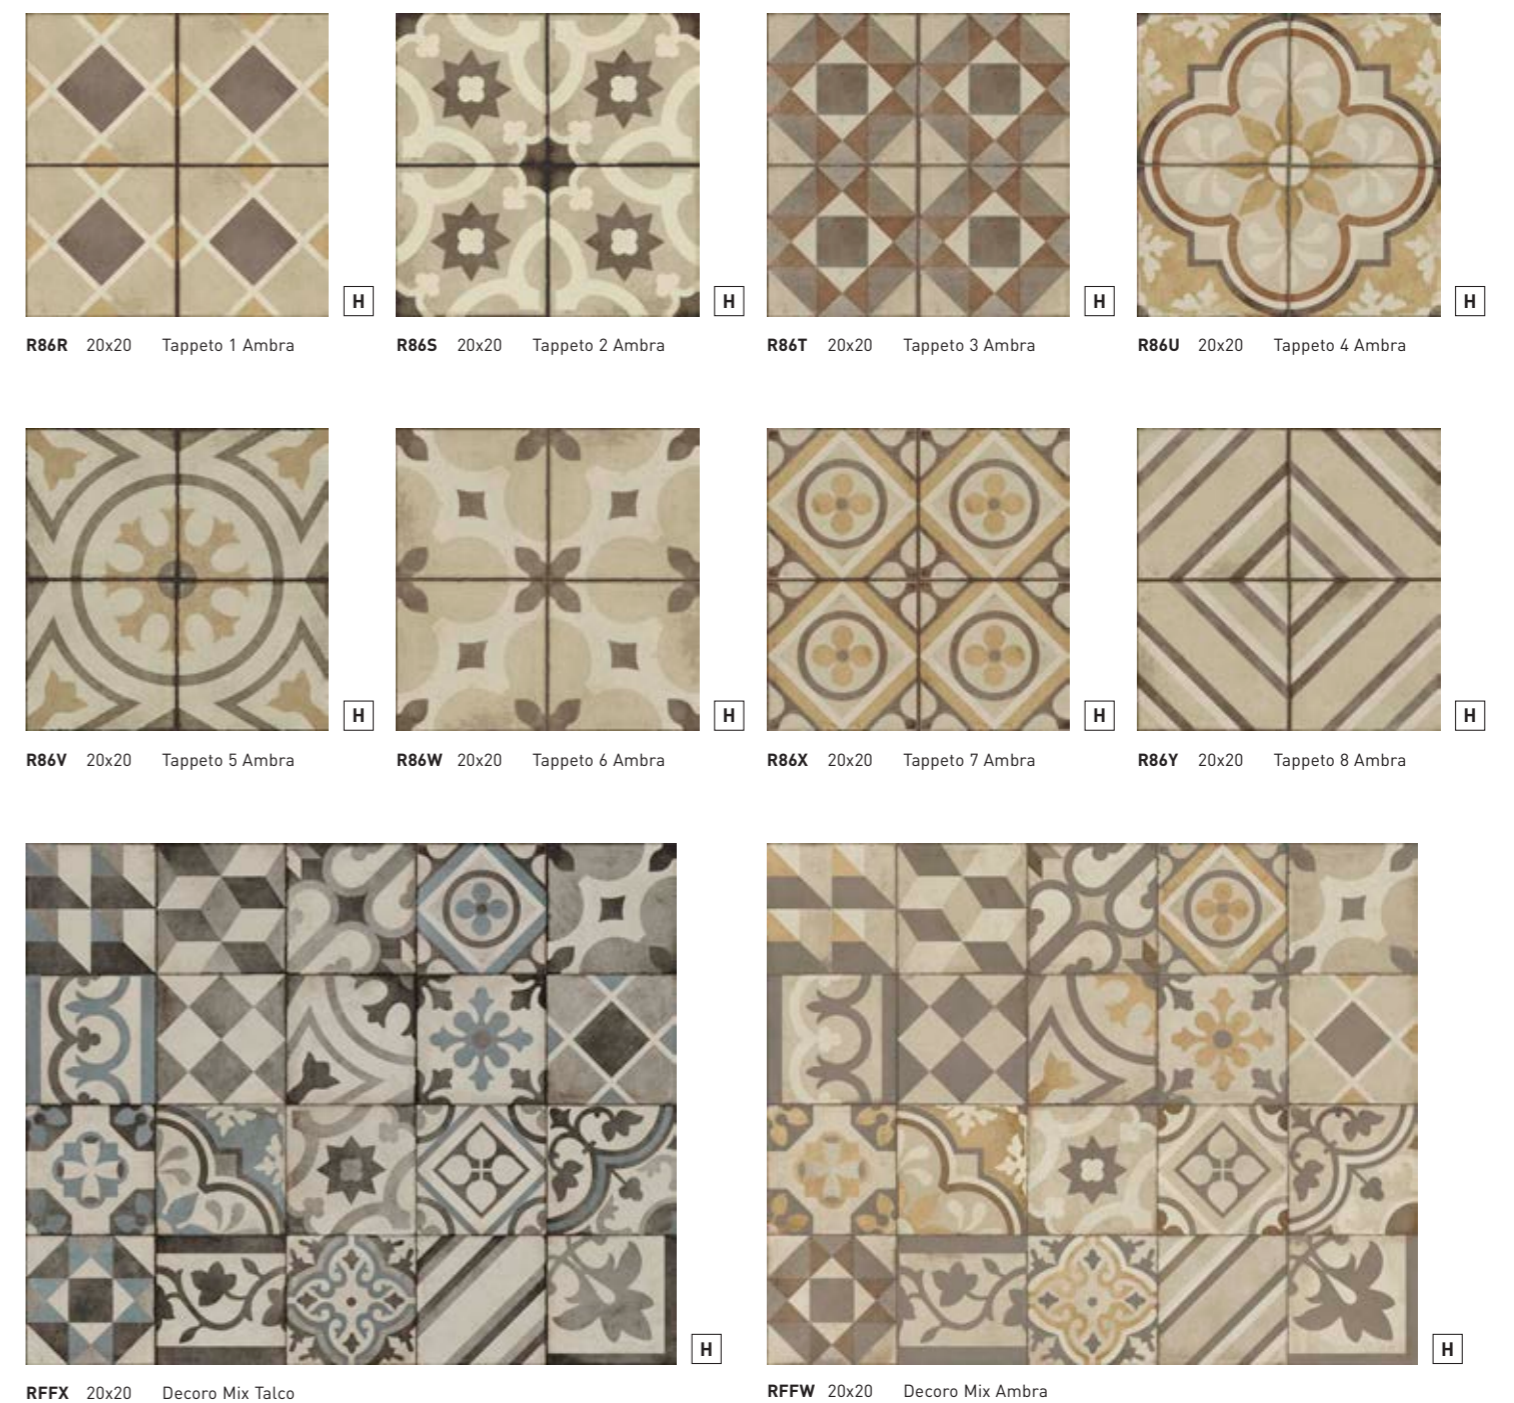 H H H H
R86R 20x20 Tappeto 1 Ambra R86S 20x20 Tappeto 2 Ambra R86T 20x20 Tappeto 3 Ambra R86U 20x20 Tappeto 4 Ambra
H H H H
R86V 20x20 Tappeto 5 Ambra R86W 20x20 Tappeto 6 Ambra R86X 20x20 Tappeto 7 Ambra R86Y 20x20 Tappeto 8 Ambra
H H
RFFX 20x20 Decoro Mix Talco RFFW 20x20 Decoro Mix Ambra